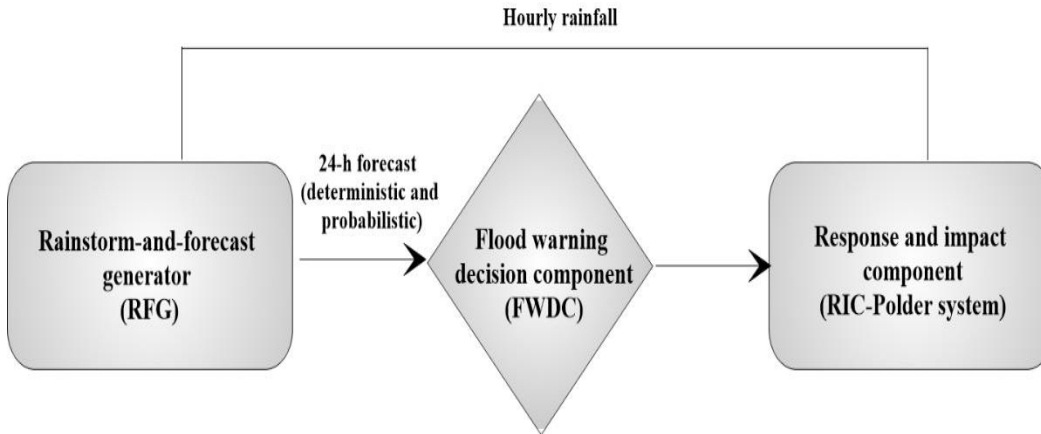 Hourly rainfall
24-h forecast
(deterministic and
probabilistic)
Rainstorm-and-forecast
generator
(RFG)
Flood warning
decision component
(FWDC)
Response and impact
component
(RIC-Polder system)